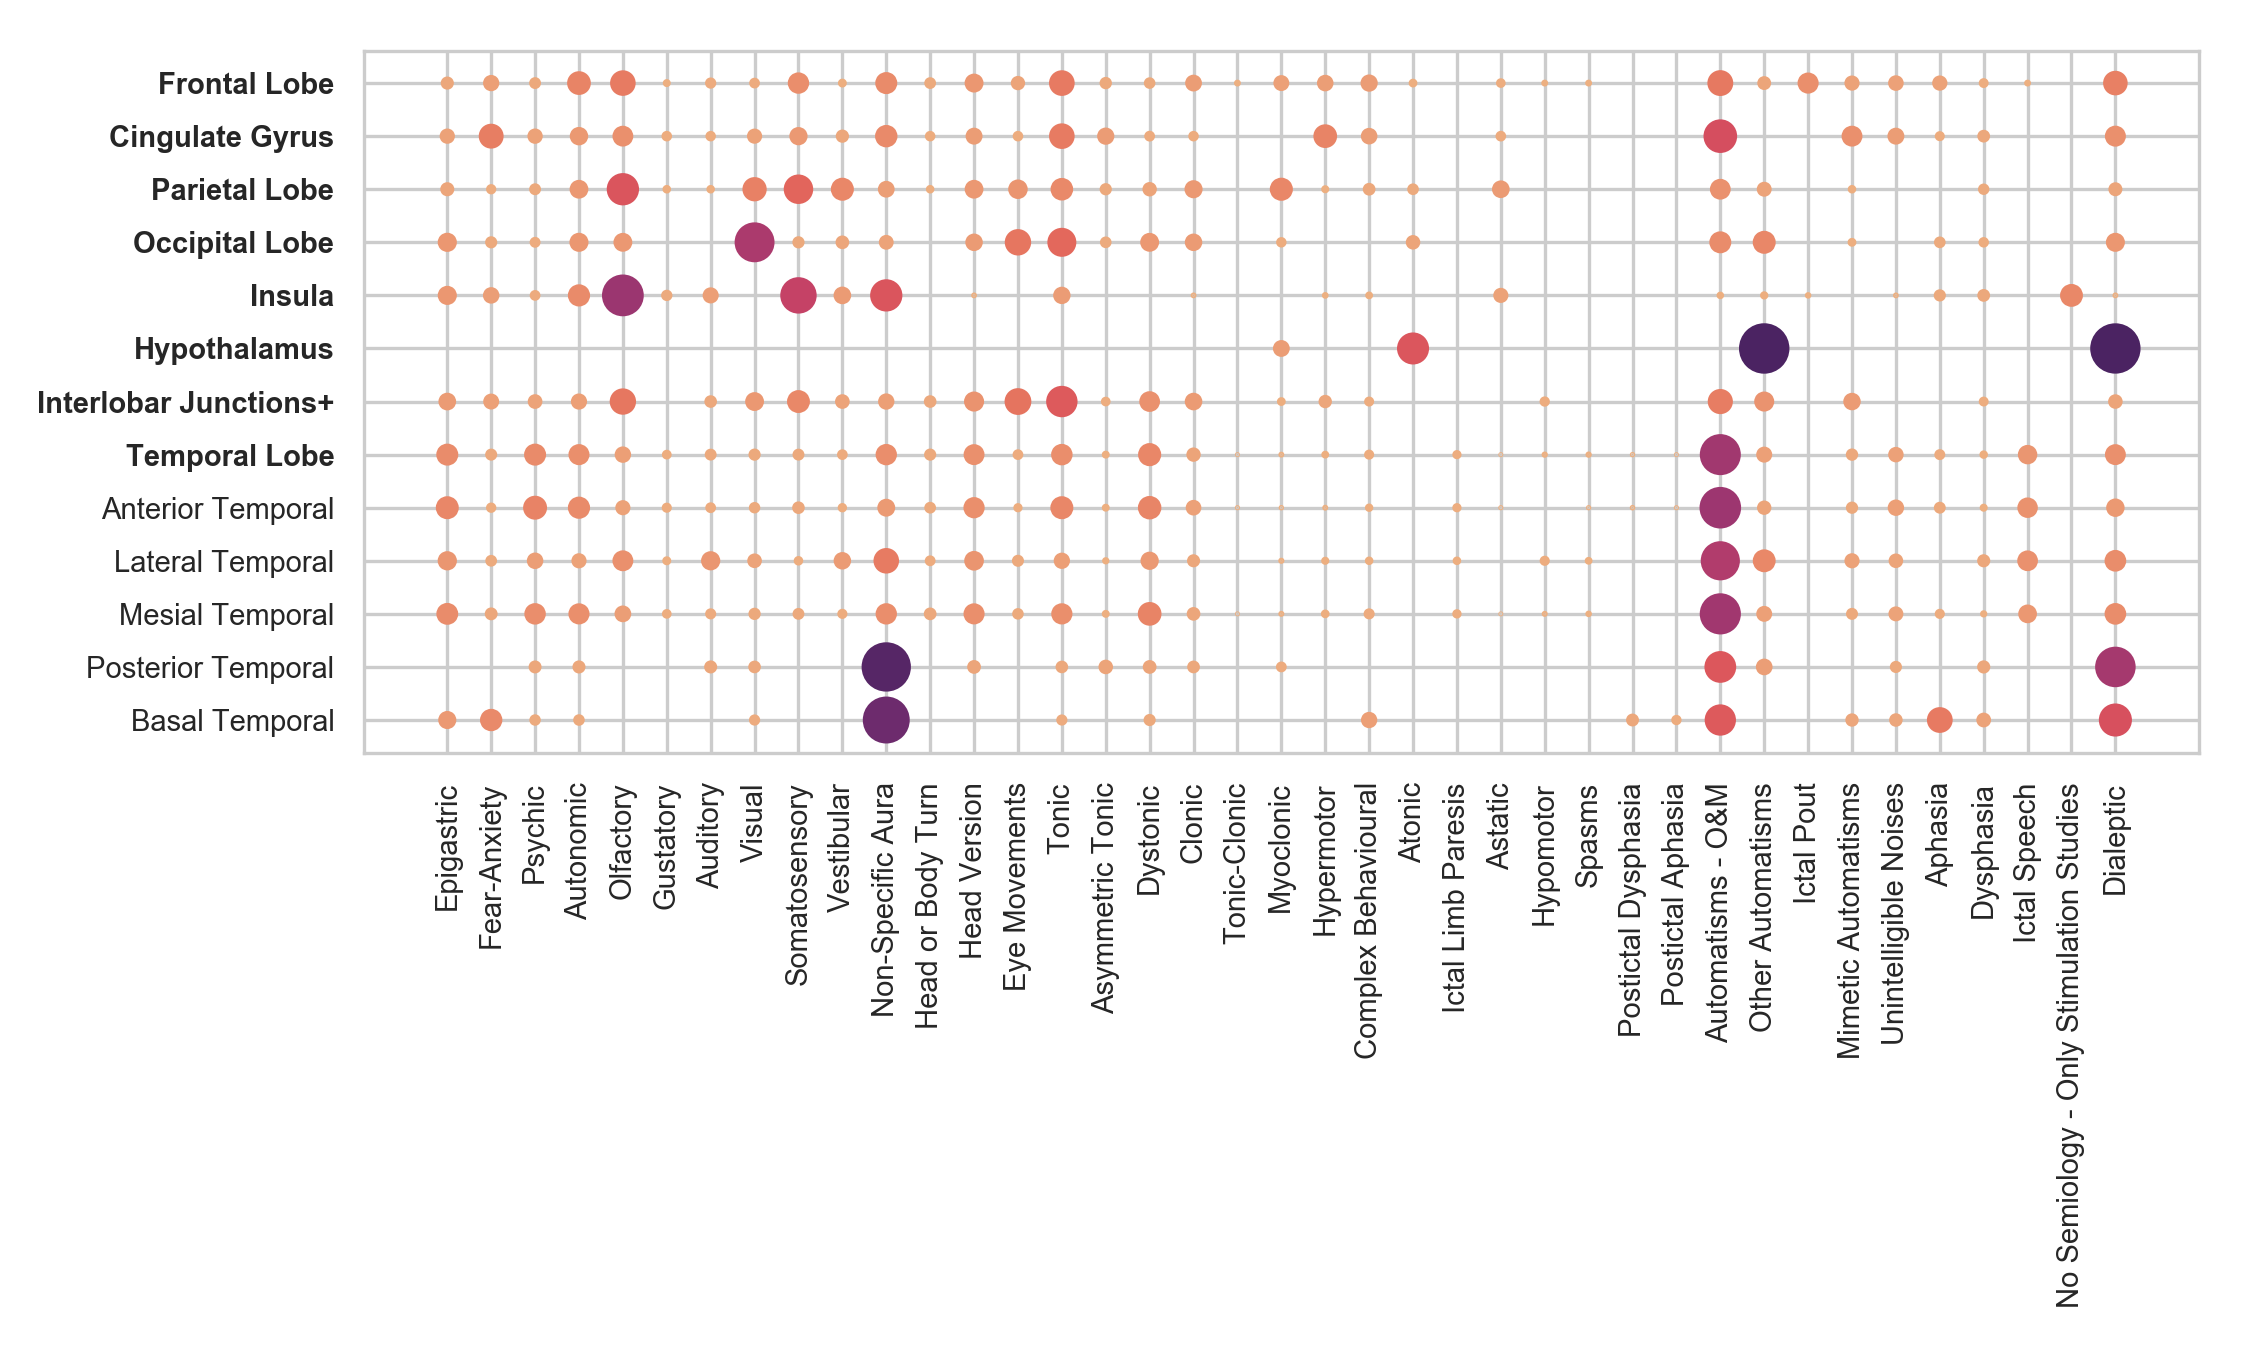 Frontal Lobe
Cingulate Gyrus
Parietal Lobe
Occipital Lobe
Insula
Hypothalamus
Interlobar Junctions+
Temporal Lobe
Anterior Temporal
Lateral Temporal
Mesial Temporal
Posterior Temporal
Basal Temporal
Epigastric
Fear-Anxiety
Psychic
Autonomic
Olfactory
Gustatory
Auditory
Visual
Somatosensory
Vestibular
Non-Specific Aura
Head or Body Turn
Head Version
Eye Movements
Tonic
Asymmetric Tonic
Dystonic
Clonic
Tonic-Clonic
Myoclonic
Hypermotor
Complex Behavioural
Atonic
Ictal Limb Paresis
Astatic
Hypomotor
Spasms
Postictal Dysphasia
Postictal Aphasia
Automatisms - O&M
Other Automatisms
Ictal Pout
Mimetic Automatisms
Unintelligible Noises
Aphasia
Dysphasia
Ictal Speech
No Semiology - Only Stimulation Studies
Dialeptic